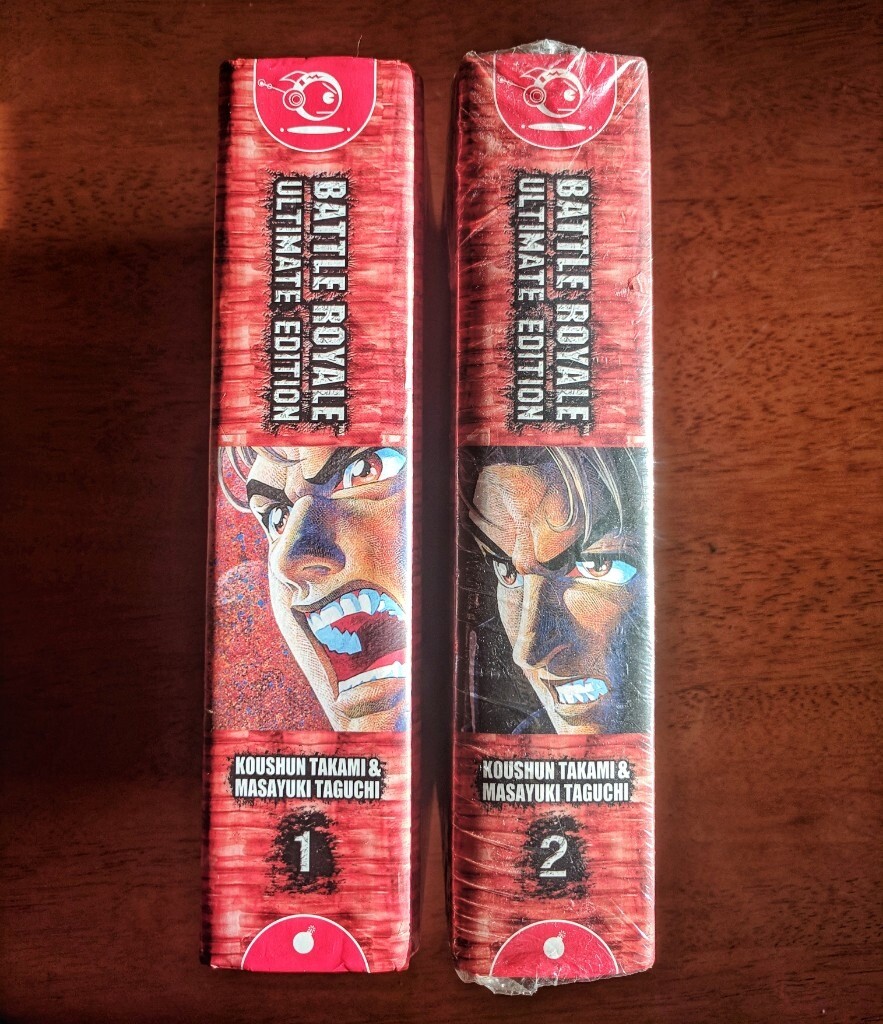 BATTLE ROYALE
ULTIMATE EDITION
KOUSHUN TAKAMI &
MASAYUKI TAGUCHI
1
BATTLE ROYALE
ULTIMATE EDITION
KOUSHUN TAKAMI &
MASAYUKI TAGUCHI
2